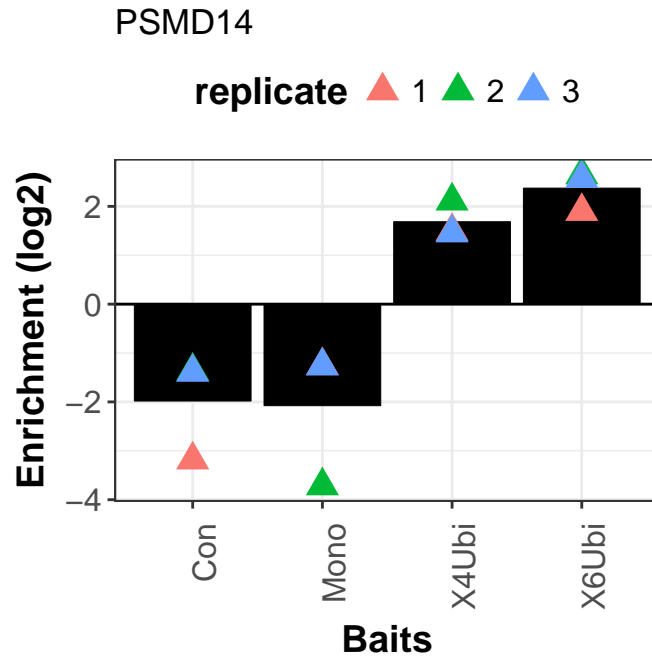 PSMD14
replicate 1 2 3
Enrichment (log2)
2
0
−2
−4
Con
Mono
X4Ubi
X6Ubi
Baits